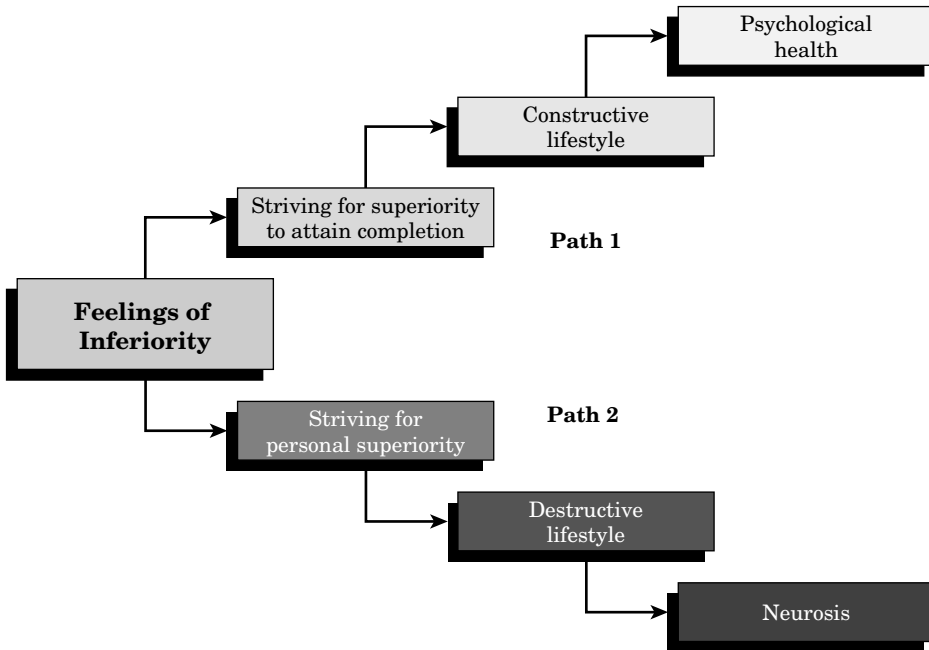 Psychological
health
Constructive
lifestyle
Striving for superiority
to attain completion
Path 1
Feelings of
Inferiority
Path 2
Striving for
personal superiority
Destructive
lifestyle
Neurosis